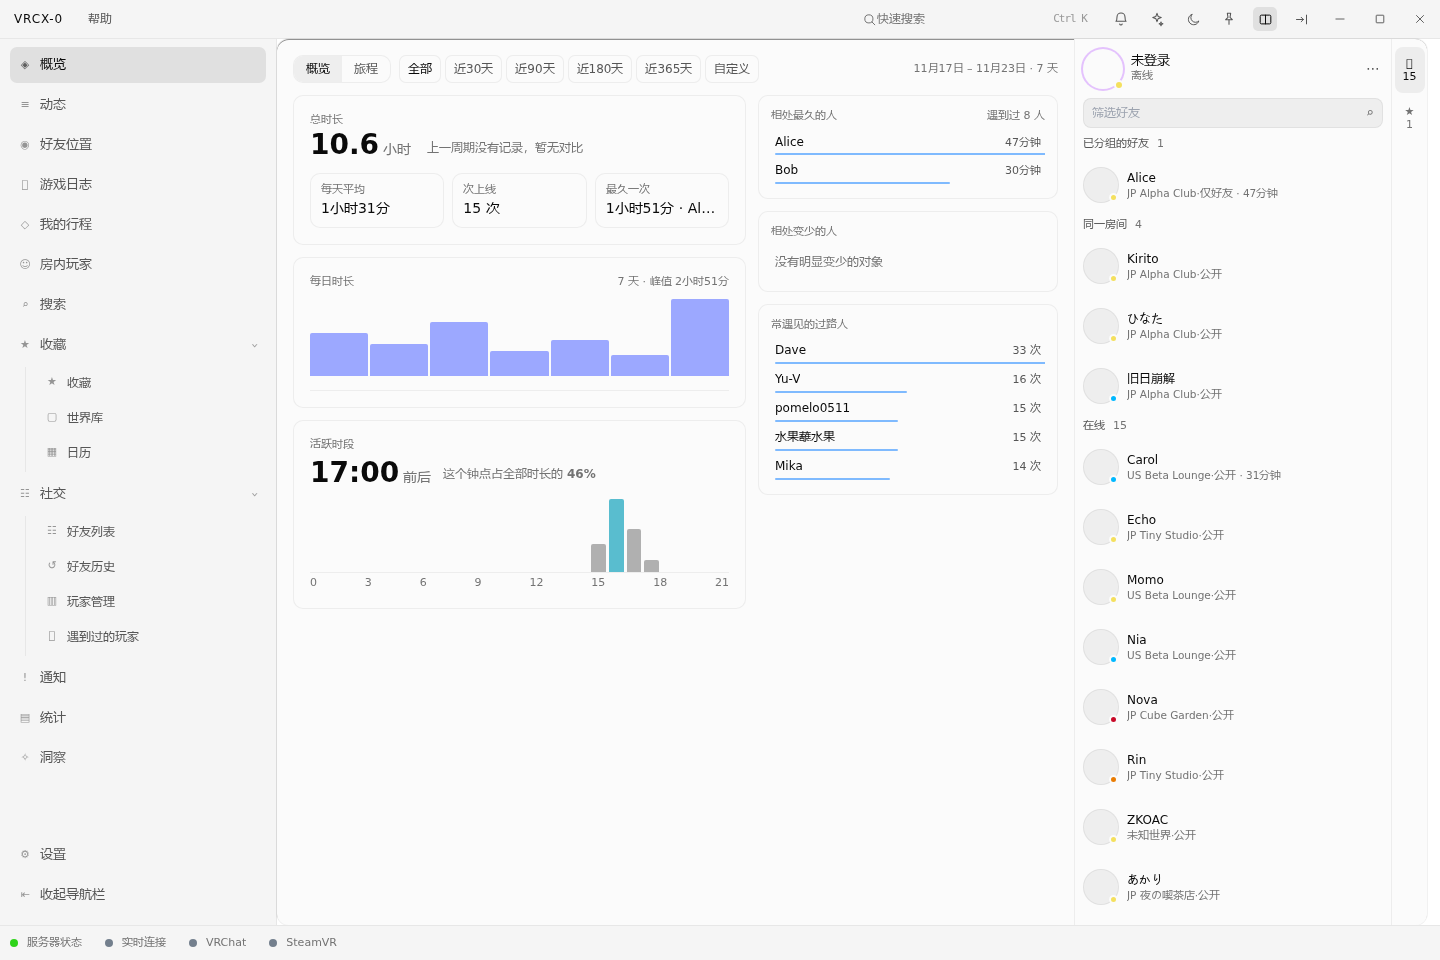 VRCX-0 帮助 快速搜索 Ctrl K
概览
动态
好友位置
游戏日志
我的行程
房内玩家
搜索
收藏
收藏
世界库
日历
社交
好友列表
好友历史
玩家管理
遇到过的玩家
通知
统计
洞察
设置
收起导航栏
概览 旅程 全部 近30天 近90天 近180天 近365天 自定义 11月17日 – 11月23日 · 7 天
总时长
10.6 小时 上一周期没有记录，暂无对比
每天平均
1小时31分
次上线
15 次
最久一次
1小时51分 · Al…
每日时长 7 天 · 峰值 2小时51分
活跃时段
17:00 前后 这个钟点占全部时长的 46%
0 3 6 9 12 15 18 21
相处最久的人 遇到过 8 人
Alice 47分钟
Bob 30分钟
相处变少的人
没有明显变少的对象
常遇见的过路人
Dave 33 次
Yu-V 16 次
pomelo0511 15 次
水果蘸水果 15 次
Mika 14 次
未登录
离线
筛选好友
已分组的好友 1
Alice
JP Alpha Club·仅好友 · 47分钟
同一房间 4
Kirito
JP Alpha Club·公开
ひなた
JP Alpha Club·公开
旧日崩解
JP Alpha Club·公开
在线 15
Carol
US Beta Lounge·公开 · 31分钟
Echo
JP Tiny Studio·公开
Momo
US Beta Lounge·公开
Nia
US Beta Lounge·公开
Nova
JP Cube Garden·公开
Rin
JP Tiny Studio·公开
ZKOAC
未知世界·公开
あかり
JP 夜の喫茶店·公开
15
1
服务器状态 实时连接 VRChat SteamVR